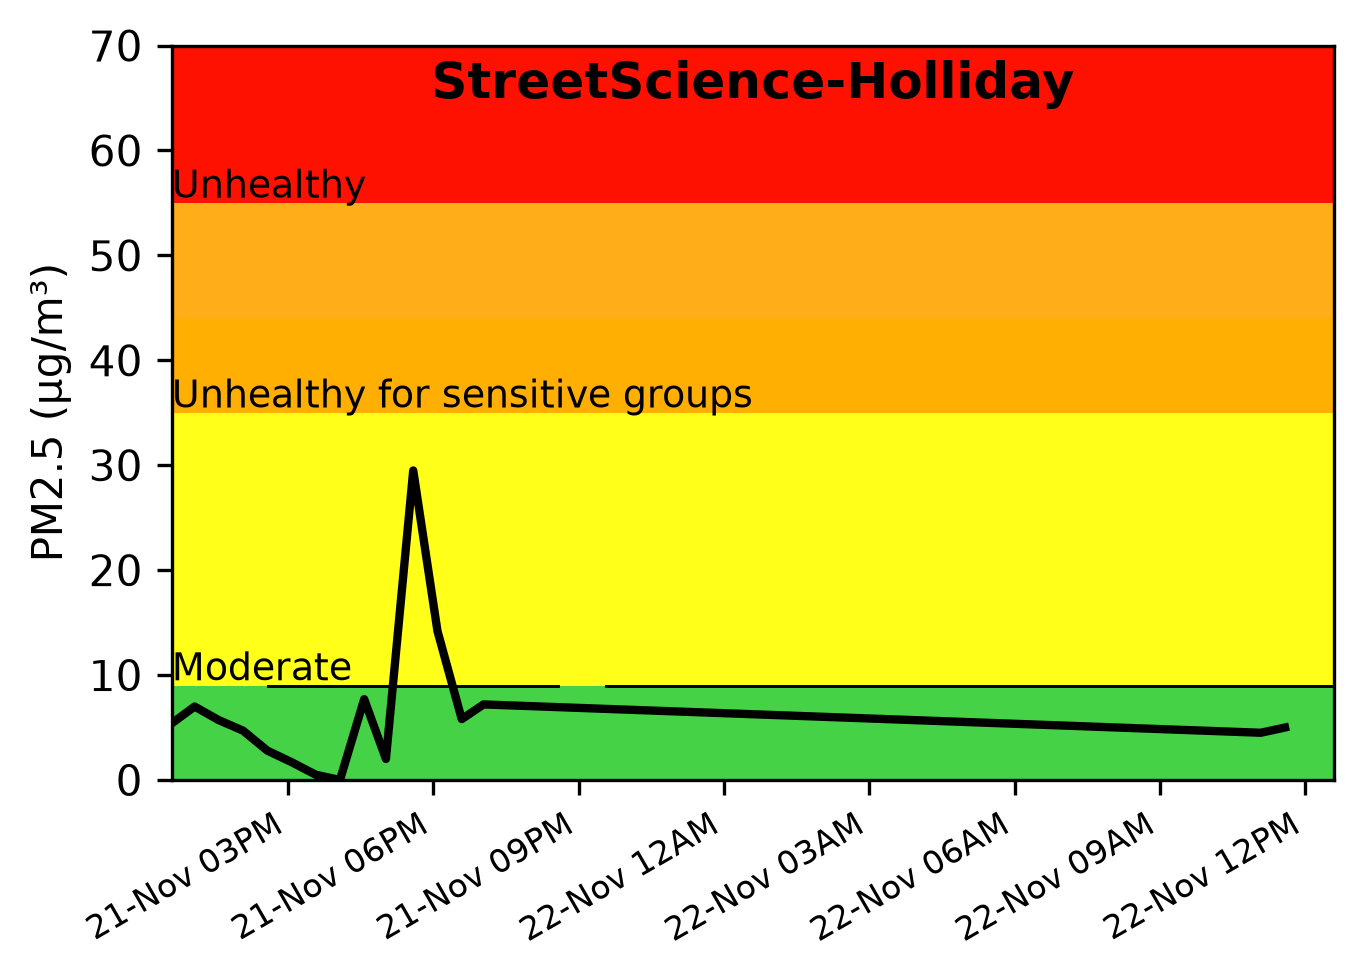 StreetScience-Holliday
PM2.5 (µg/m³)
70
60
50
40
30
20
10
0
Unhealthy
Unhealthy for sensitive groups
Moderate
21-Nov 03PM
21-Nov 06PM
21-Nov 09PM
22-Nov 12AM
22-Nov 03AM
22-Nov 06AM
22-Nov 09AM
22-Nov 12PM